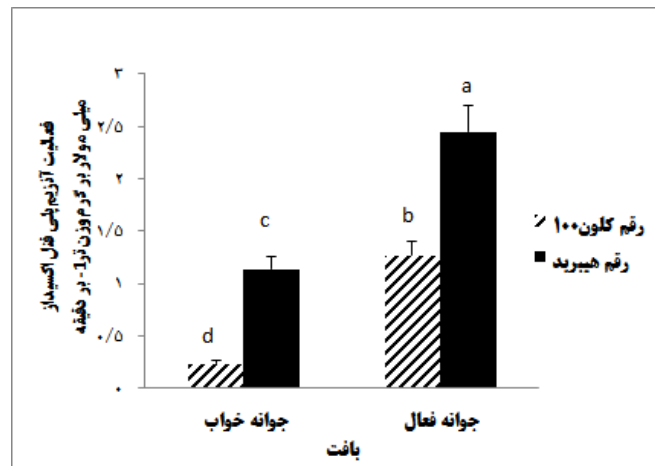 فعالیت آنزیم پلی فنل اکسیداز
میلی مولار بر گرم وزن تر1- بر دقیقه
۳
۲/۵
۲
۱/۵
۱
۰/۵
۰
a
b
c
d
رقم کلون۱۰۰
رقم هیبرید
جوانه خواب
جوانه فعال
بافت